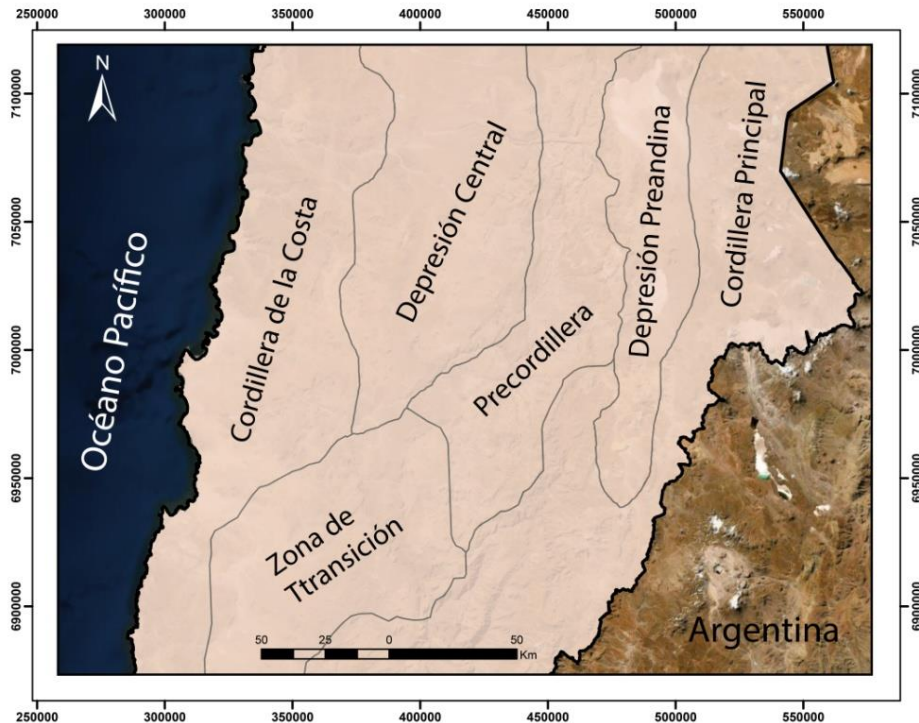 250000 300000 350000 400000 450000 500000 550000
7100000
7050000
7000000
6950000
6900000
N
Océano Pacífico
Cordillera de la Costa
Depresión Central
Precordillera
Depresión Preandina
Cordillera Principal
Zona de
Ttransición
Argentina
50 25 0 50
Km
7100000
7050000
7000000
6950000
6900000
250000 300000 350000 400000 450000 500000 550000